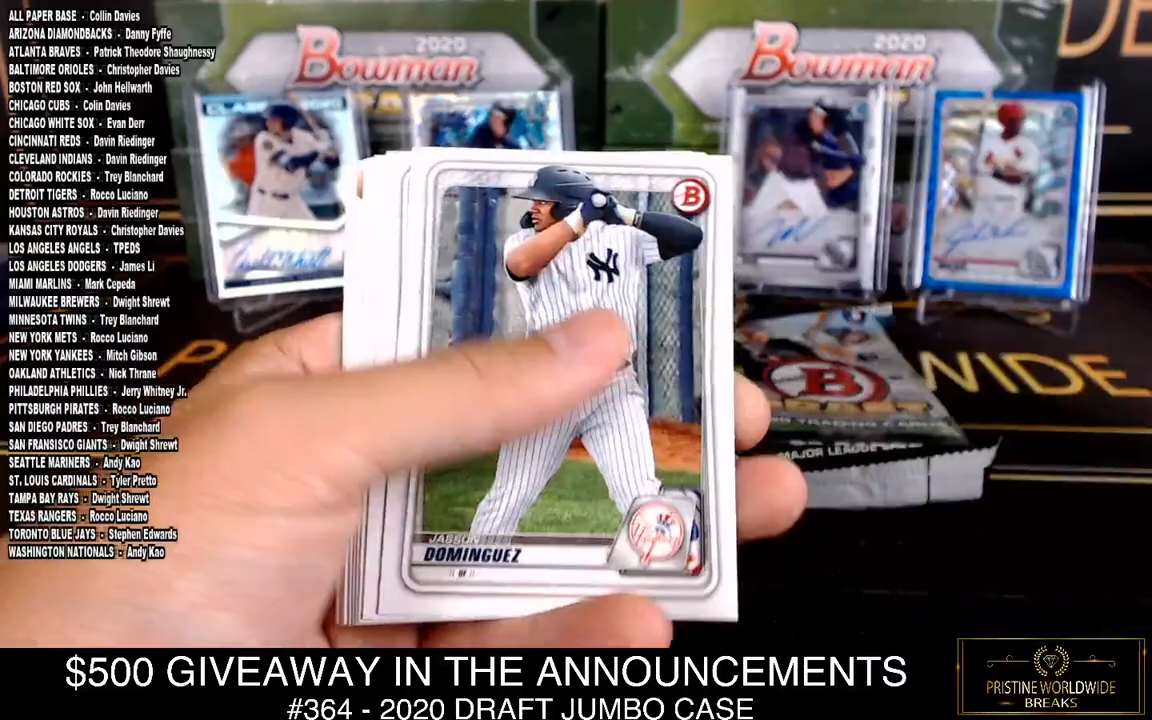 ALL PAPER BASE - Collin Davies
ARIZONA DIAMONDBACKS - Danny Fyffe
ATLANTA BRAVES - Patrick Theodore Shaughnessy
BALTIMORE ORIOLES - Christopher Davies
BOSTON RED SOX - John Hellwarth
CHICAGO CUBS - Colin Davies
CHICAGO WHITE SOX - Evan Derr
CINCINNATI REDS - Davin Riedinger
CLEVELAND INDIANS - Davin Riedinger
COLORADO ROCKIES - Trey Blanchard
DETROIT TIGERS - Rocco Luciano
HOUSTON ASTROS - Davin Riedinger
KANSAS CITY ROYALS - Christopher Davies
LOS ANGELES ANGELS - TPEDS
LOS ANGELES DODGERS - James Li
MIAMI MARLINS - Mark Cepeda
MILWAUKEE BREWERS - Dwight Shrewt
MINNESOTA TWINS - Trey Blanchard
NEW YORK METS - Rocco Luciano
NEW YORK YANKEES - Mitch Gibson
OAKLAND ATHLETICS - Nick Thrane
PHILADELPHIA PHILLIES - Jerry Whitney Jr.
PITTSBURGH PIRATES - Rocco Luciano
SAN DIEGO PADRES - Trey Blanchard
SAN FRANSISCO GIANTS - Dwight Shrewt
SEATTLE MARINERS - Andy Kao
ST. LOUIS CARDINALS - Tyler Pretto
TAMPA BAY RAYS - Dwight Shrewt
TEXAS RANGERS - Rocco Luciano
TORONTO BLUE JAYS - Stephen Edwards
WASHINGTON NATIONALS - Andy Kao
2020
Bowman
2020
Bowman
DE
B
NY
JASSON
DOMINGUEZ
P
WIDE
B
MAJOR LEAGUE
$500 GIVEAWAY IN THE ANNOUNCEMENTS
#364 - 2020 DRAFT JUMBO CASE
PRISTINE WORLDWIDE
BREAKS